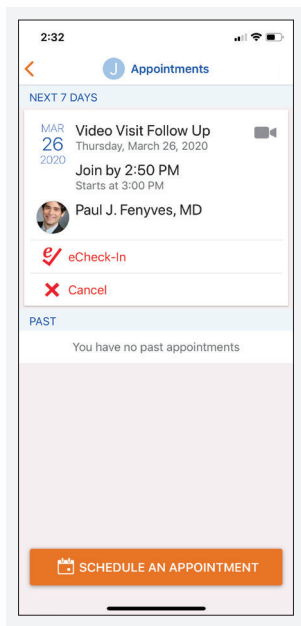 2:32
J Appointments
NEXT 7 DAYS
MAR
26
2020
Video Visit Follow Up
Thursday, March 26, 2020
Join by 2:50 PM
Starts at 3:00 PM
Paul J. Fenyves, MD
eCheck-In
Cancel
PAST
You have no past appointments
SCHEDULE AN APPOINTMENT